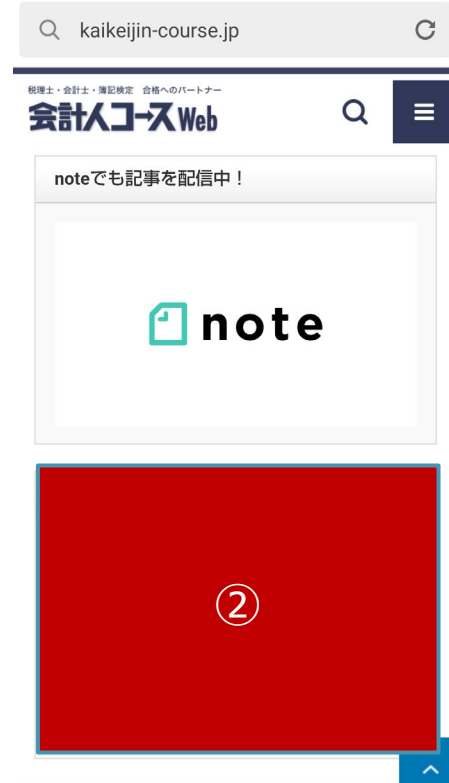 kaikeijin-course.jp
税理士・会計士・簿記検定 合格へのパートナー
会計人コースWeb
noteでも記事を配信中！
note
②